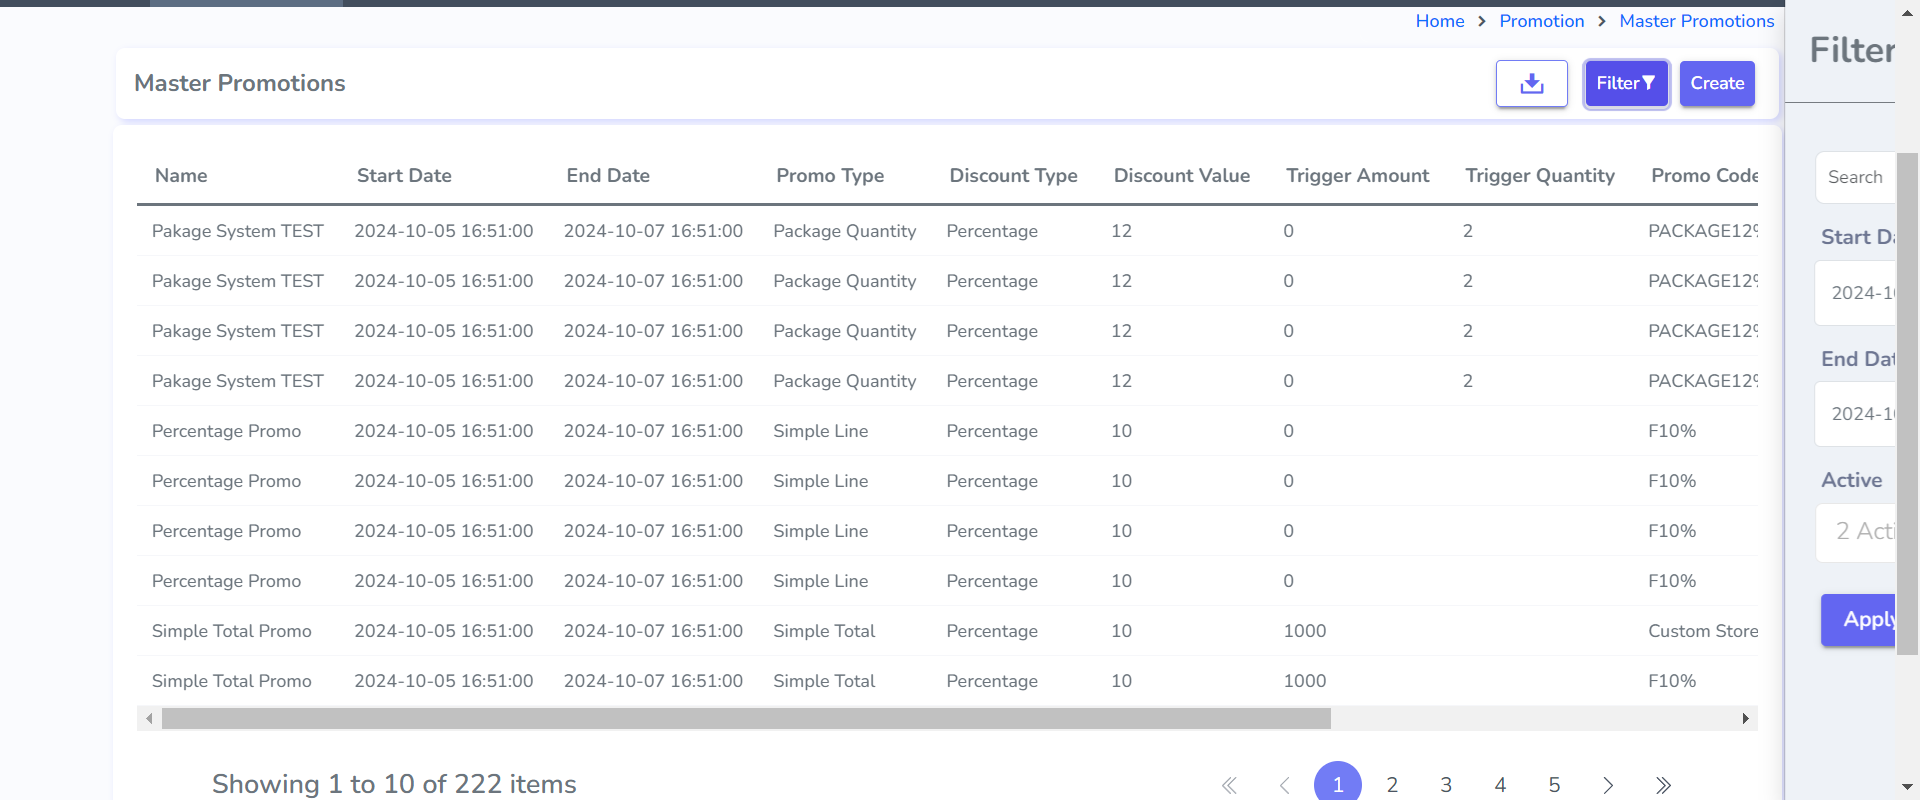 Home > Promotion > Master Promotions
Master Promotions
Filter
Create
Name Start Date End Date Promo Type Discount Type Discount Value Trigger Amount Trigger Quantity Promo Code
Pakage System TEST 2024-10-05 16:51:00 2024-10-07 16:51:00 Package Quantity Percentage 12 0 2 PACKAGE12%
Pakage System TEST 2024-10-05 16:51:00 2024-10-07 16:51:00 Package Quantity Percentage 12 0 2 PACKAGE12%
Pakage System TEST 2024-10-05 16:51:00 2024-10-07 16:51:00 Package Quantity Percentage 12 0 2 PACKAGE12%
Pakage System TEST 2024-10-05 16:51:00 2024-10-07 16:51:00 Package Quantity Percentage 12 0 2 PACKAGE12%
Percentage Promo 2024-10-05 16:51:00 2024-10-07 16:51:00 Simple Line Percentage 10 0 F10%
Percentage Promo 2024-10-05 16:51:00 2024-10-07 16:51:00 Simple Line Percentage 10 0 F10%
Percentage Promo 2024-10-05 16:51:00 2024-10-07 16:51:00 Simple Line Percentage 10 0 F10%
Percentage Promo 2024-10-05 16:51:00 2024-10-07 16:51:00 Simple Line Percentage 10 0 F10%
Simple Total Promo 2024-10-05 16:51:00 2024-10-07 16:51:00 Simple Total Percentage 10 1000 Custom Store
Simple Total Promo 2024-10-05 16:51:00 2024-10-07 16:51:00 Simple Total Percentage 10 1000 F10%
Showing 1 to 10 of 222 items
« < 1 2 3 4 5 > »
Filter
Search
Start Da
2024-10
End Dat
2024-10
Active
2 Acti
Apply